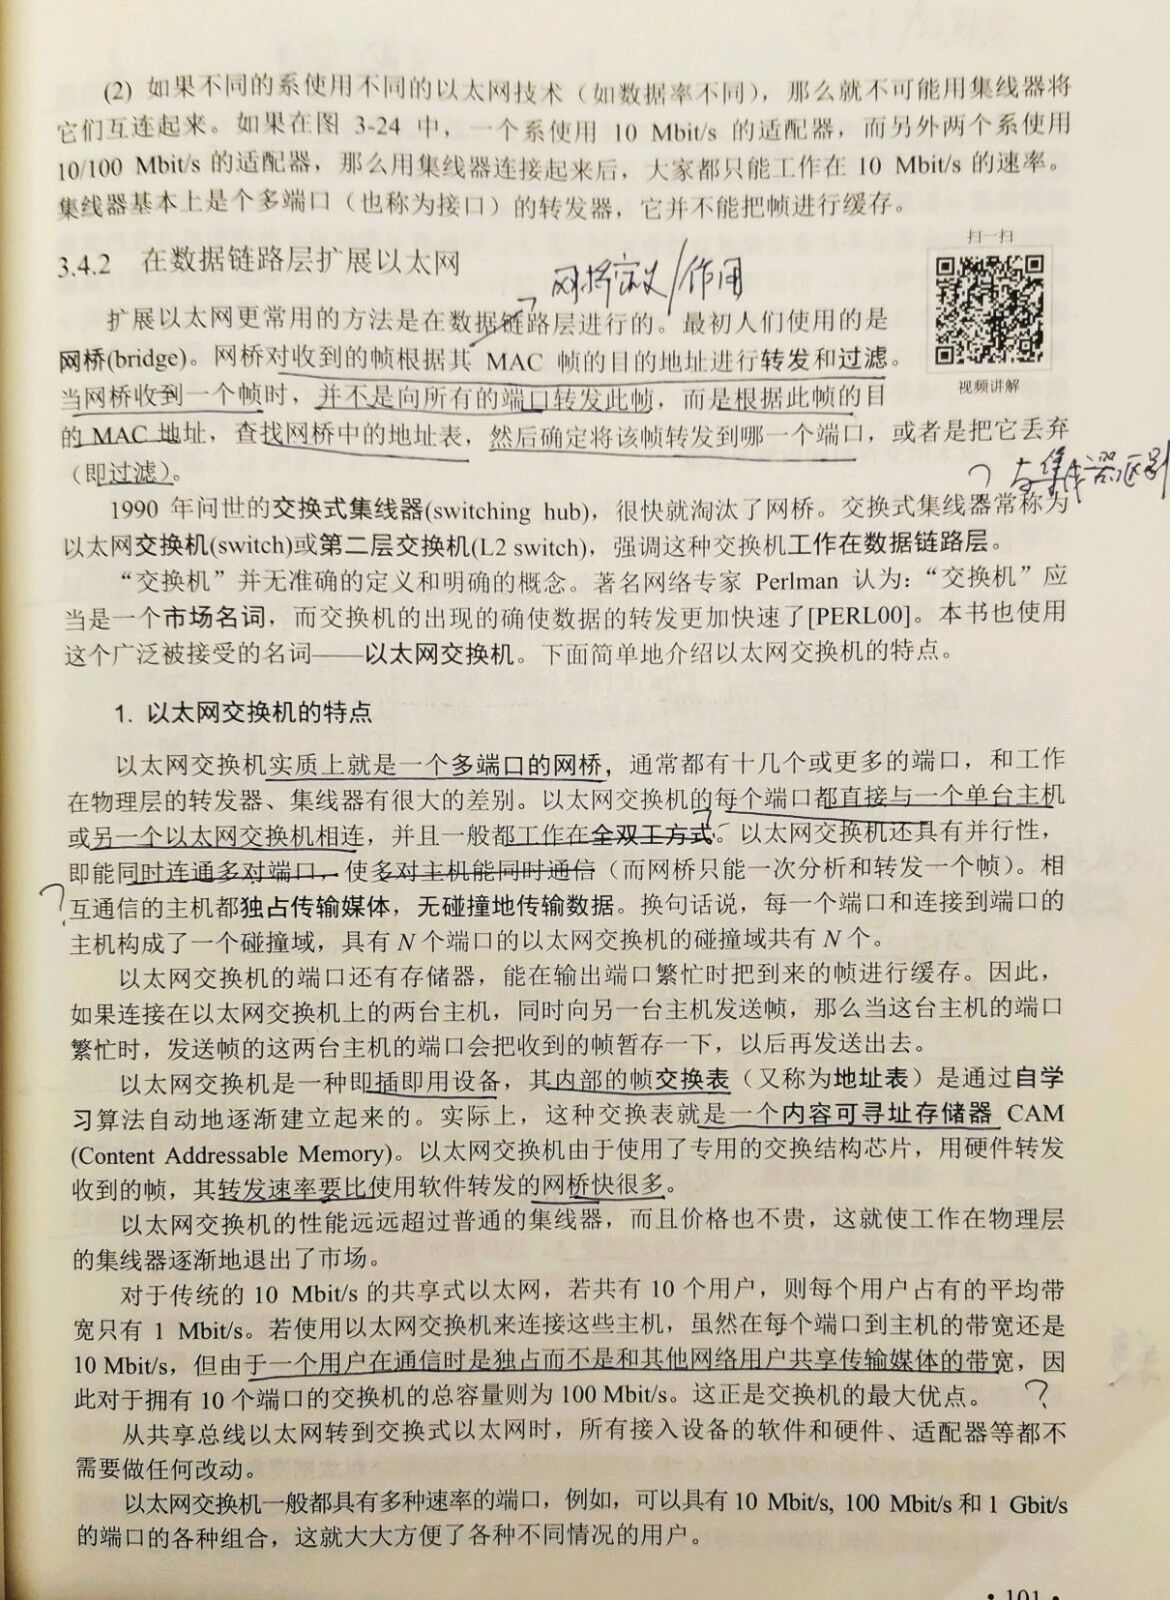 (2) 如果不同的系使用不同的以太网技术（如数据率不同），那么就不可能用集线器将
它们互连起来。如果在图 3-24 中，一个系使用 10 Mbit/s 的适配器，而另外两个系使用
10/100 Mbit/s 的适配器，那么用集线器连接起来后，大家都只能工作在 10 Mbit/s 的速率。
集线器基本上是个多端口（也称为接口）的转发器，它并不能把帧进行缓存。
扫一扫
3.4.2 在数据链路层扩展以太网
网桥定义/作用
扩展以太网更常用的方法是在数据链路层进行的。最初人们使用的是
网桥(bridge)。网桥对收到的帧根据其 MAC 帧的目的地址进行转发和过滤。
视频讲解
当网桥收到一个帧时，并不是向所有的端口转发此帧，而是根据此帧的目
的 MAC 地址，查找网桥中的地址表，然后确定将该帧转发到哪一个端口，或者是把它丢弃
（即过滤）。
与集线器区别
1990 年问世的交换式集线器(switching hub)，很快就淘汰了网桥。交换式集线器常称为
以太网交换机(switch)或第二层交换机(L2 switch)，强调这种交换机工作在数据链路层。
“交换机”并无准确的定义和明确的概念。著名网络专家 Perlman 认为：“交换机”应
当是一个市场名词，而交换机的出现的确使数据的转发更加快速了[PERL00]。本书也使用
这个广泛被接受的名词——以太网交换机。下面简单地介绍以太网交换机的特点。
1. 以太网交换机的特点
以太网交换机实质上就是一个多端口的网桥，通常都有十几个或更多的端口，和工作
在物理层的转发器、集线器有很大的差别。以太网交换机的每个端口都直接与一个单台主机
或另一个以太网交换机相连，并且一般都工作在全双工方式。以太网交换机还具有并行性，
即能同时连通多对端口，使多对主机能同时通信（而网桥只能一次分析和转发一个帧）。相
?
互通信的主机都独占传输媒体，无碰撞地传输数据。换句话说，每一个端口和连接到端口的
主机构成了一个碰撞域，具有 N 个端口的以太网交换机的碰撞域共有 N 个。
以太网交换机的端口还有存储器，能在输出端口繁忙时把到来的帧进行缓存。因此，
如果连接在以太网交换机上的两台主机，同时向另一台主机发送帧，那么当这台主机的端口
繁忙时，发送帧的这两台主机的端口会把收到的帧暂存一下，以后再发送出去。
以太网交换机是一种即插即用设备，其内部的帧交换表（又称为地址表）是通过自学
习算法自动地逐渐建立起来的。实际上，这种交换表就是一个内容可寻址存储器 CAM
(Content Addressable Memory)。以太网交换机由于使用了专用的交换结构芯片，用硬件转发
收到的帧，其转发速率要比使用软件转发的网桥快很多。
以太网交换机的性能远远超过普通的集线器，而且价格也不贵，这就使工作在物理层
的集线器逐渐地退出了市场。
对于传统的 10 Mbit/s 的共享式以太网，若共有 10 个用户，则每个用户占有的平均带
宽只有 1 Mbit/s。若使用以太网交换机来连接这些主机，虽然在每个端口到主机的带宽还是
10 Mbit/s，但由于一个用户在通信时是独占而不是和其他网络用户共享传输媒体的带宽，因
此对于拥有 10 个端口的交换机的总容量则为 100 Mbit/s。这正是交换机的最大优点。 ?
从共享总线以太网转到交换式以太网时，所有接入设备的软件和硬件、适配器等都不
需要做任何改动。
以太网交换机一般都具有多种速率的端口，例如，可以具有 10 Mbit/s, 100 Mbit/s 和 1 Gbit/s
的端口的各种组合，这就大大方便了各种不同情况的用户。
• 101 •